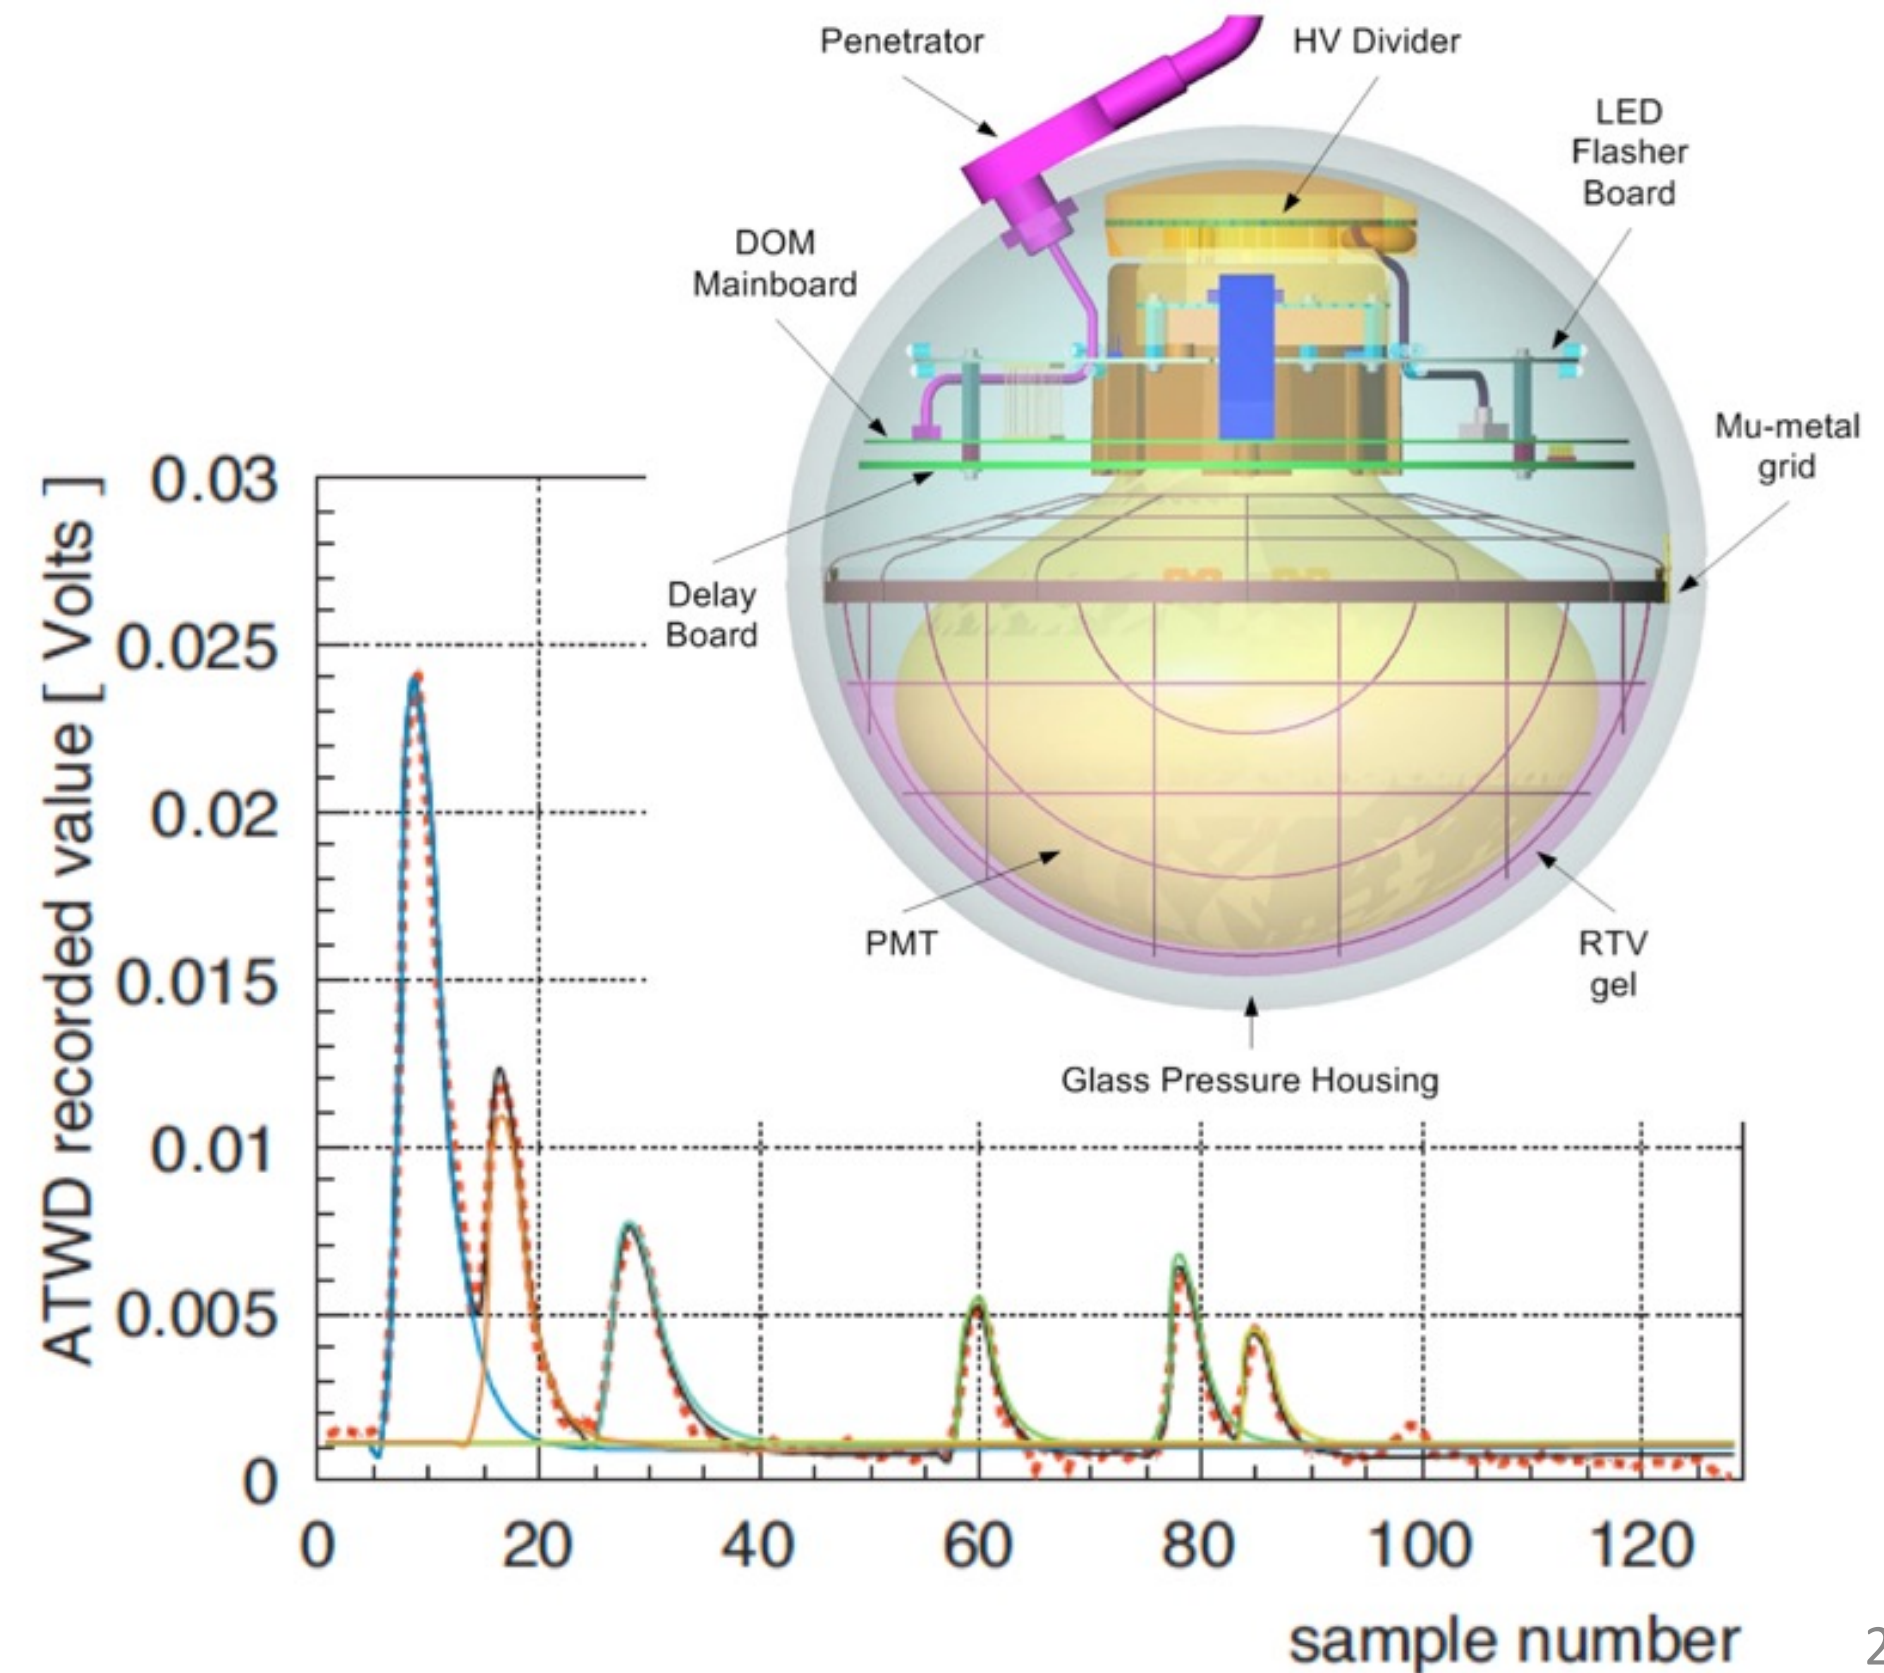 Penetrator
HV Divider
LED
Flasher
Board
DOM
Mainboard
Mu-metal
grid
Delay
Board
PMT
RTV
gel
Glass Pressure Housing
ATWD recorded value [ Volts ]
0.03
0.025
0.02
0.015
0.01
0.005
0
0 20 40 60 80 100 120
sample number
2